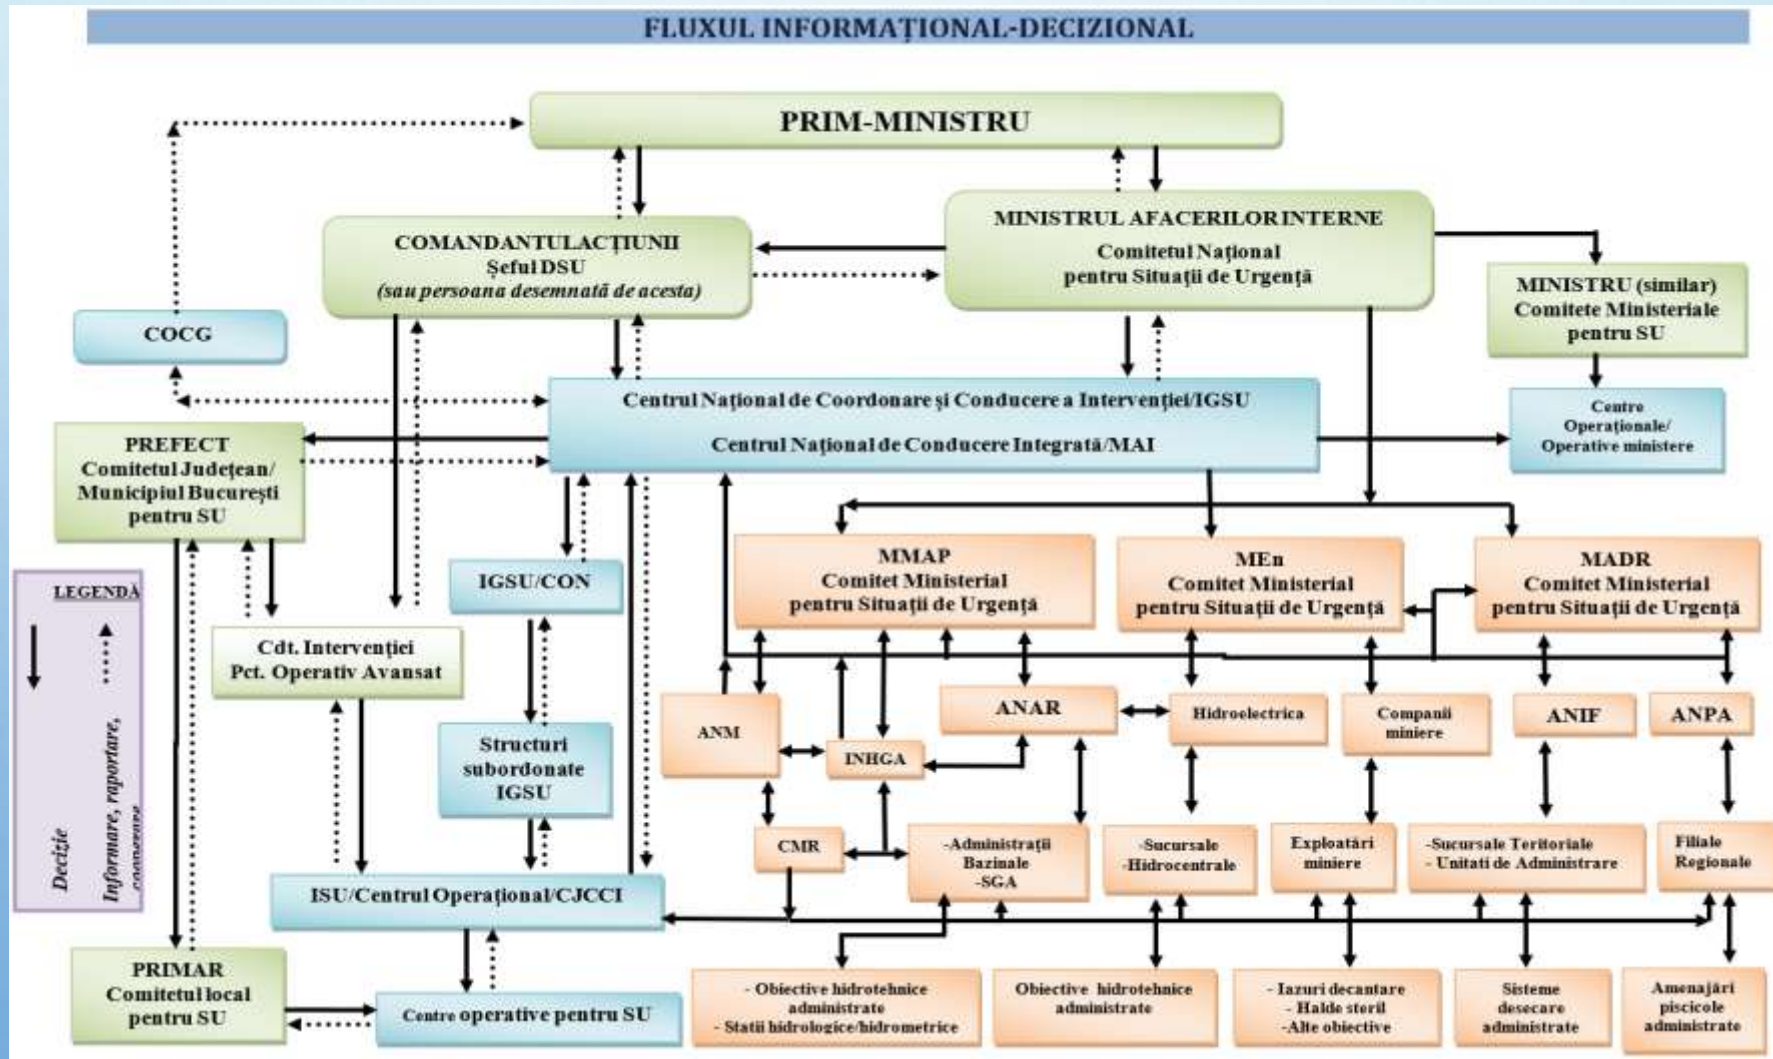 FLUXUL INFORMAȚIONAL-DECIZIONAL
PRIM-MINISTRU
COMANDANTULACȚIUNII
Șeful DSU
(sau persoana desemnată de acesta)
MINISTRUL AFACERILOR INTERNE
Comitetul Național
pentru Situații de Urgență
MINISTRU (similar)
Comitete Ministeriale
pentru SU
COCG
Centrul Național de Coordonare și Conducere a Intervenției/IGSU
Centrul Național de Conducere Integrată/MAI
Centre
Operaționale/
Operative ministere
PREFECT
Comitetul Județean/
Municipiul București
pentru SU
LEGENDĂ
Decizie
Informare, raportare,
IGSU/CON
Cdt. Intervenției
Pct. Operativ Avansat
Structuri
subordonate
IGSU
MMAP
Comitet Ministerial
pentru Situații de Urgență
MEn
Comitet Ministerial
pentru Situații de Urgență
MADR
Comitet Ministerial
pentru Situații de Urgență
ANM
INHGA
ANAR
Hidroelectrica
Companii
miniere
ANIF
ANPA
CMR
-Administrații
Bazinale
-SGA
-Sucursale
-Hidrocentrale
Exploatări
miniere
-Sucursale Teritoriale
- Unitati de Administrare
Filiale
Regionale
ISU/Centrul Operațional/CJCCI
PRIMAR
Comitetul local
pentru SU
Centre operative pentru SU
- Obiective hidrotehnice
administrate
- Statii hidrologice/hidrometrice
Obiective hidrotehnice
administrate
- Iazuri decantare
- Halde steril
-Alte obiective
Sisteme
desecare
administrate
Amenajări
piscicole
administrate